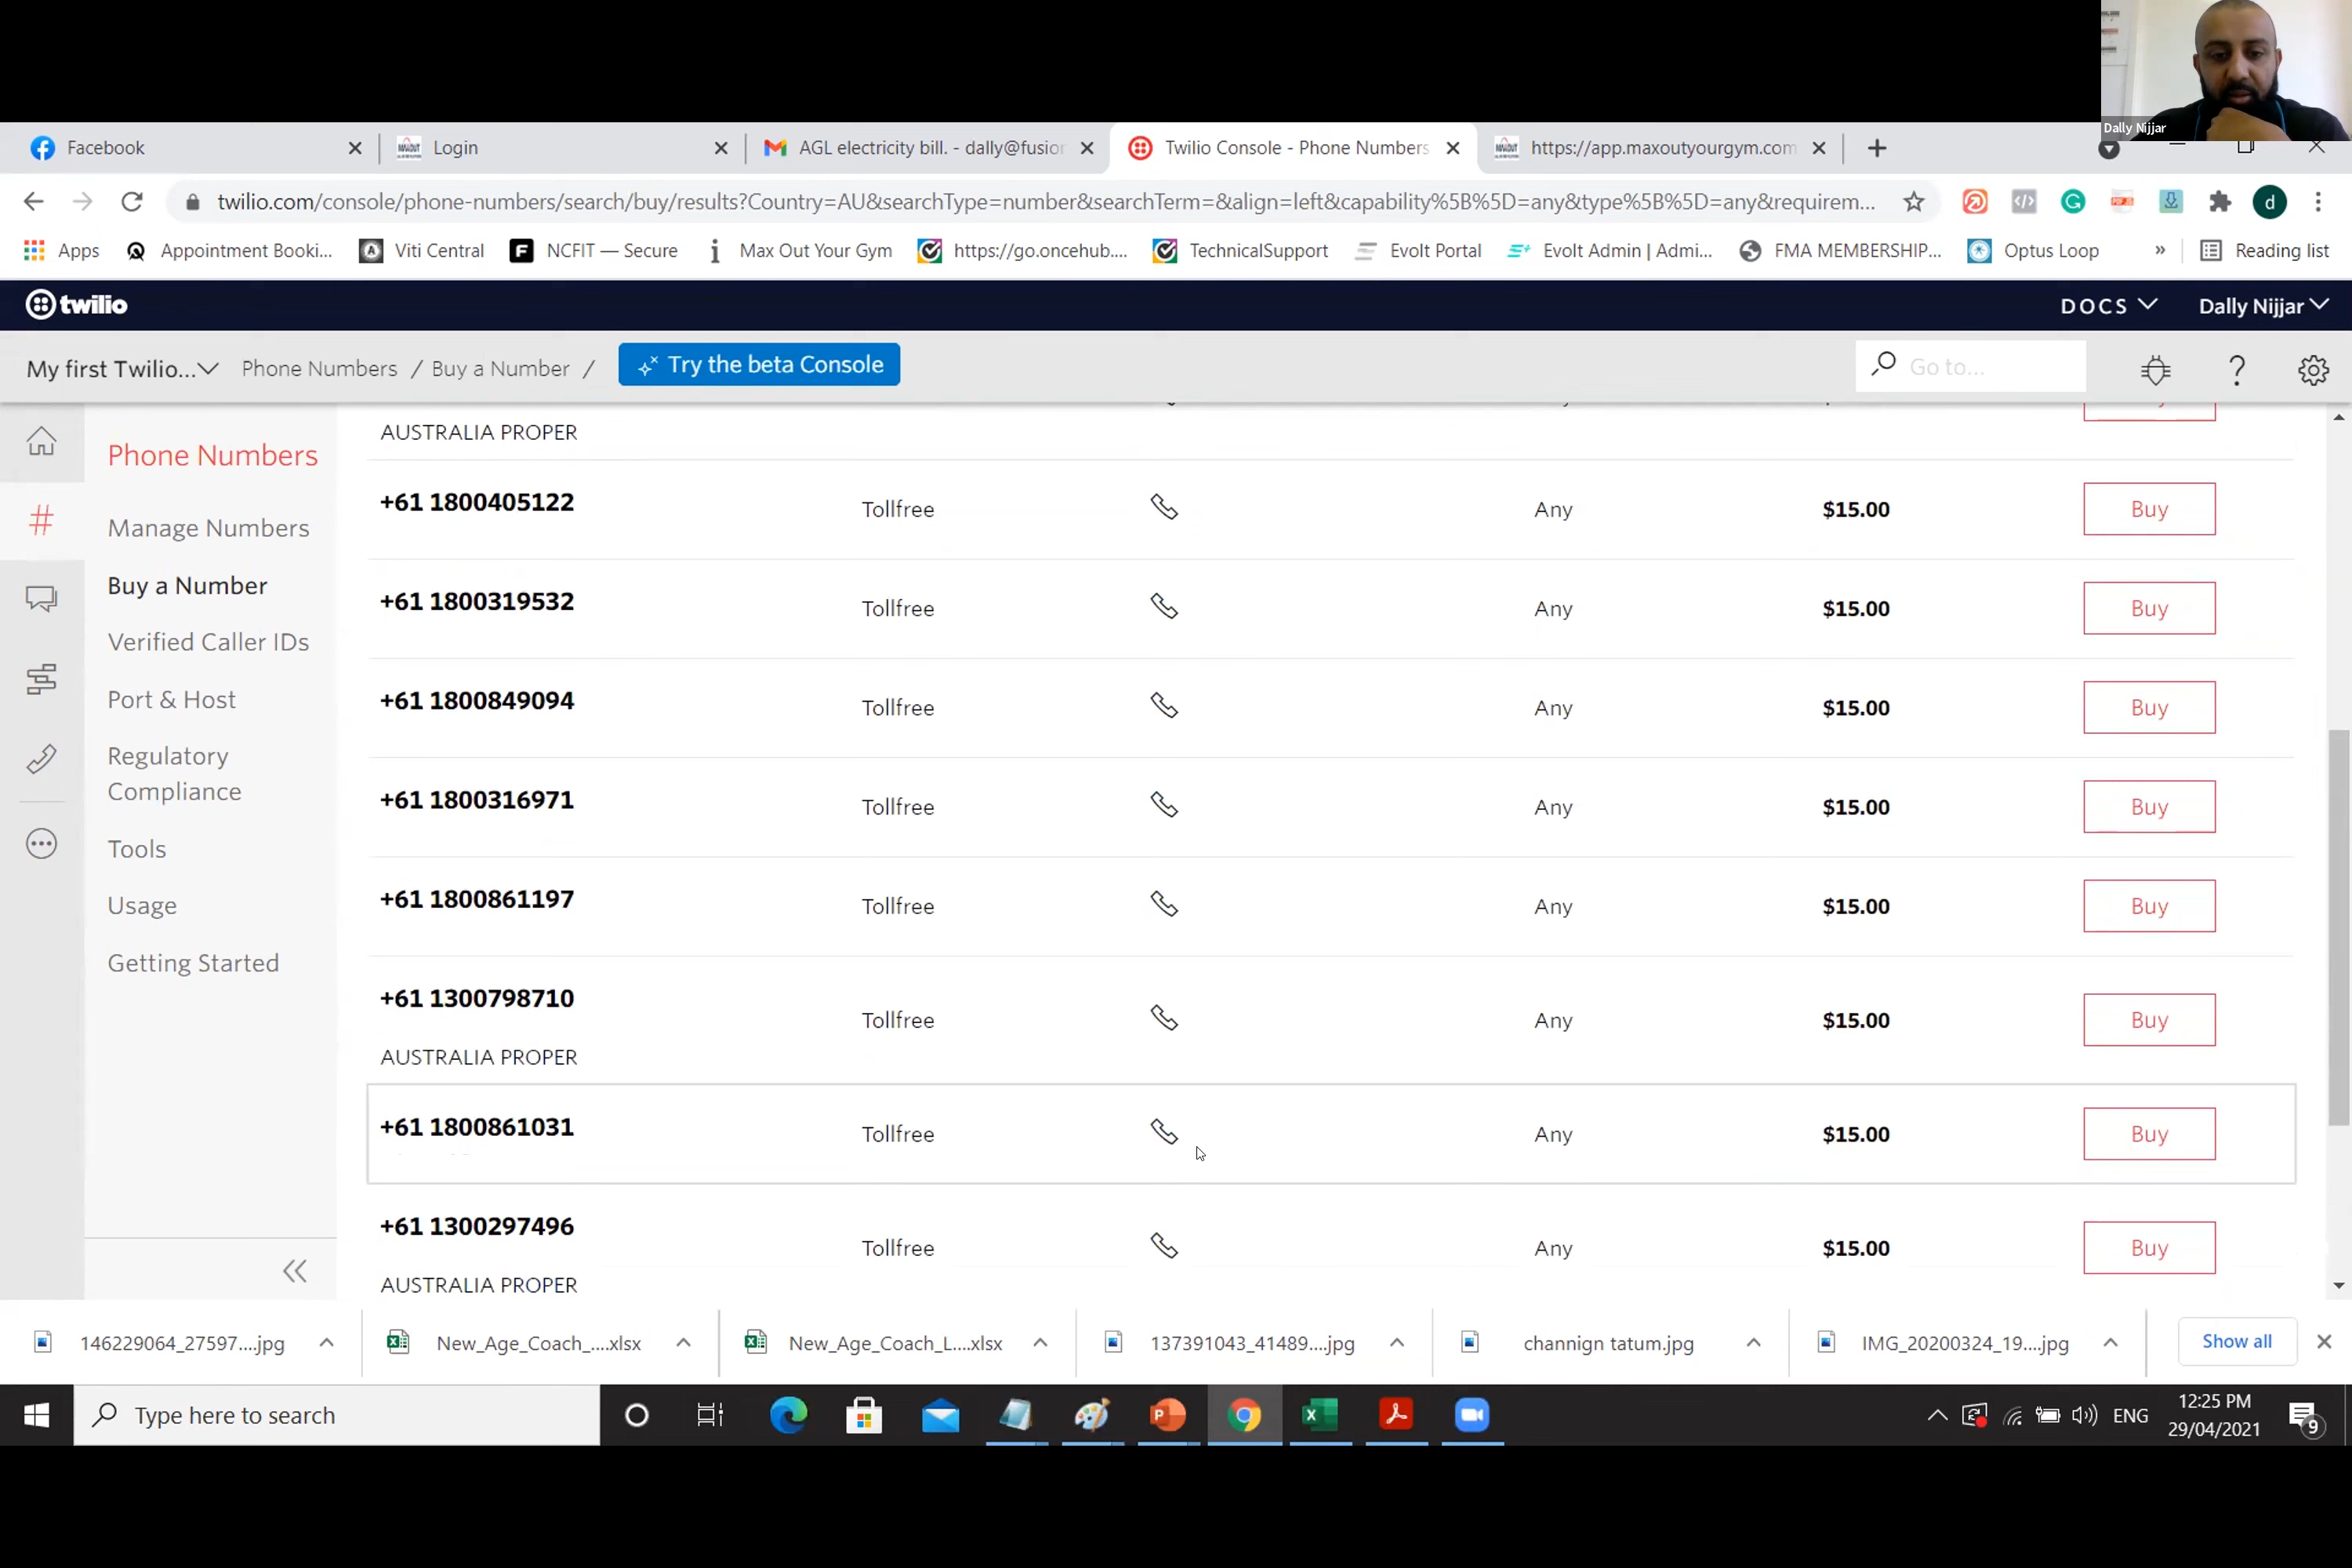 Dally Nijjar
Facebook
Login
AGL electricity bill. - dally@fusion
Twilio Console - Phone Numbers
https://app.maxoutyourgym.com
twilio.com/console/phone-numbers/search/buy/results?Country=AU&searchType=number&searchTerm=&align=left&capability%5B%5D=any&type%5B%5D=any&requirem...
d
Apps
Appointment Booki...
Viti Central
NCFIT — Secure
Max Out Your Gym
https://go.oncehub....
TechnicalSupport
Evolt Portal
Evolt Admin | Admi...
FMA MEMBERSHIP...
Optus Loop
»
Reading list
twilio
DOCS
Dally Nijjar
My first Twilio...
Phone Numbers / Buy a Number /
Try the beta Console
Go to...
Phone Numbers
Manage Numbers
Buy a Number
Verified Caller IDs
Port & Host
Regulatory
Compliance
Tools
Usage
Getting Started
AUSTRALIA PROPER
+61 1800405122 Tollfree Any $15.00 Buy
+61 1800319532 Tollfree Any $15.00 Buy
+61 1800849094 Tollfree Any $15.00 Buy
+61 1800316971 Tollfree Any $15.00 Buy
+61 1800861197 Tollfree Any $15.00 Buy
+61 1300798710 Tollfree Any $15.00 Buy
AUSTRALIA PROPER
+61 1800861031 Tollfree Any $15.00 Buy
+61 1300297496 Tollfree Any $15.00 Buy
AUSTRALIA PROPER
146229064_27597....jpg
New_Age_Coach_....xlsx
New_Age_Coach_L....xlsx
137391043_41489....jpg
channign tatum.jpg
IMG_20200324_19....jpg
Show all
Type here to search
ENG
12:25 PM
29/04/2021
9